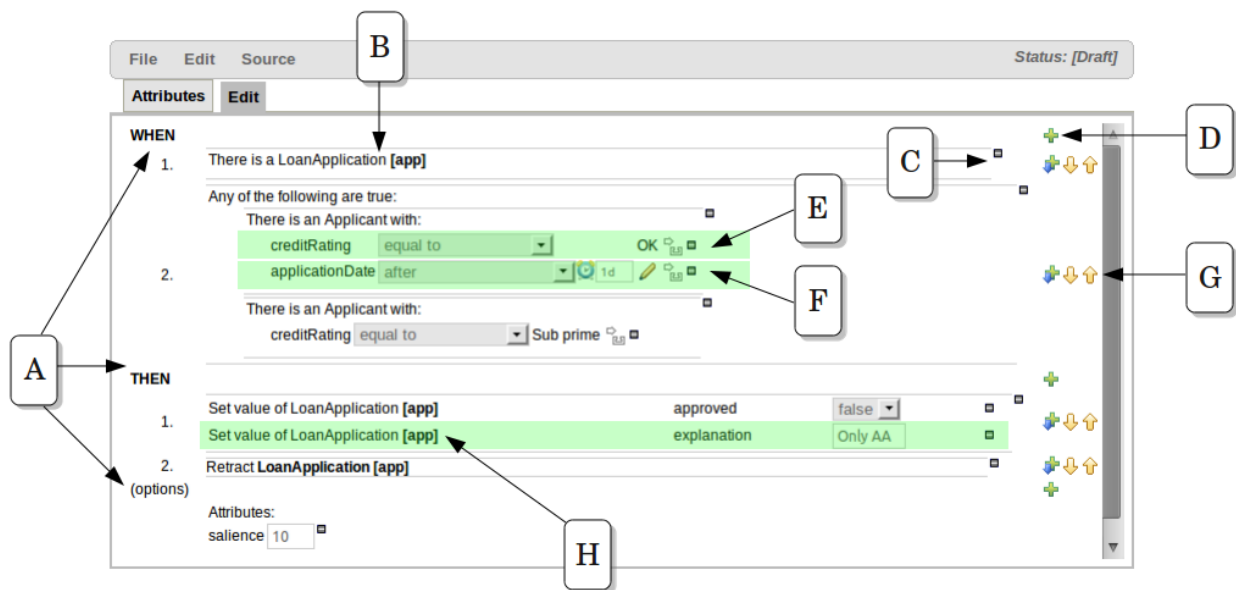 B
File Edit Source Status: [Draft]
Attributes Edit
WHEN
D
1. There is a LoanApplication [app]
C
Any of the following are true:
There is an Applicant with:
E
creditRating equal to OK
2. applicationDate after 1d
G
F
There is an Applicant with:
creditRating equal to Sub prime
A
THEN
1. Set value of LoanApplication [app] approved false
Set value of LoanApplication [app] explanation Only AA
2. Retract LoanApplication [app]
(options)
Attributes:
salience 10
H